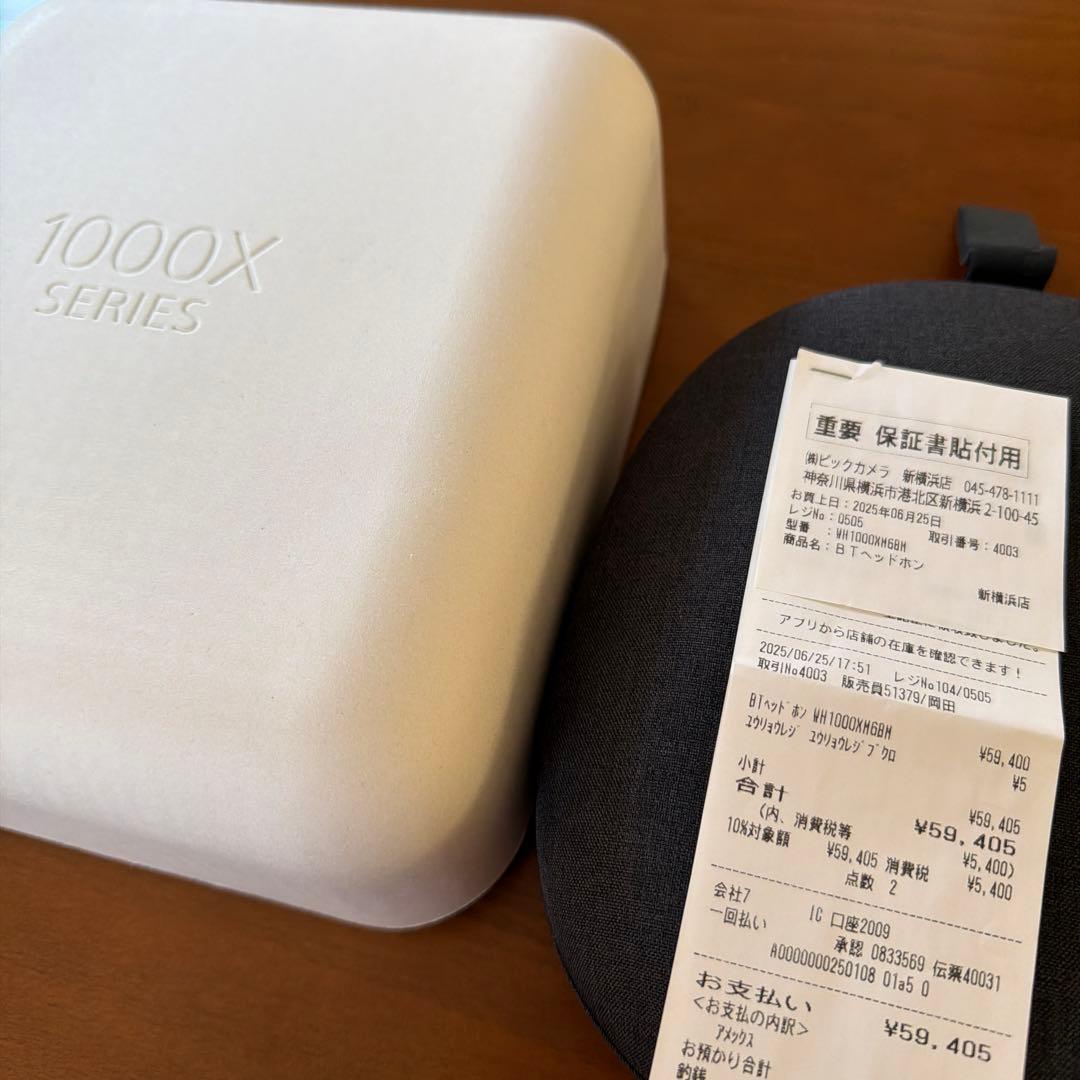 1000X
SERIES
重要 保証書貼付用
㈱ビックカメラ 新横浜店 045-478-1111
神奈川県横浜市港北区新横浜2-100-45
お買上日:2025年06月25日
レジNo:0505 取引番号:4003
型番 :WH1000XM6BM
商品名:BTヘッドホン
新横浜店
アプリから店舗の在庫を確認できます!
2025/06/25/17:51 レジNo104/0505
取引No4003 販売員51379/岡田
BTヘッドホン WH1000XM6BM ¥59,400
ユウリョウレジ ユウリョウレジブクロ ¥5
小計 ¥59,405
合計 ¥59,405
(内、消費税等 ¥5,400)
10%対象額 ¥59,405 消費税 ¥5,400
点数 2
会社7 IC 口座2009
一回払い 承認 0833569 伝票40031
A0000000250108 01a5 0
お支払い ¥59,405
<お支払の内訳>
アメックス
お預かり合計
釣銭